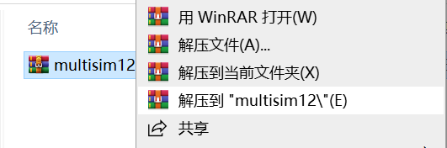 名称
multisim12
用 WinRAR 打开(W)
解压文件(A)...
解压到当前文件夹(X)
解压到 "multisim12\"(E)
共享